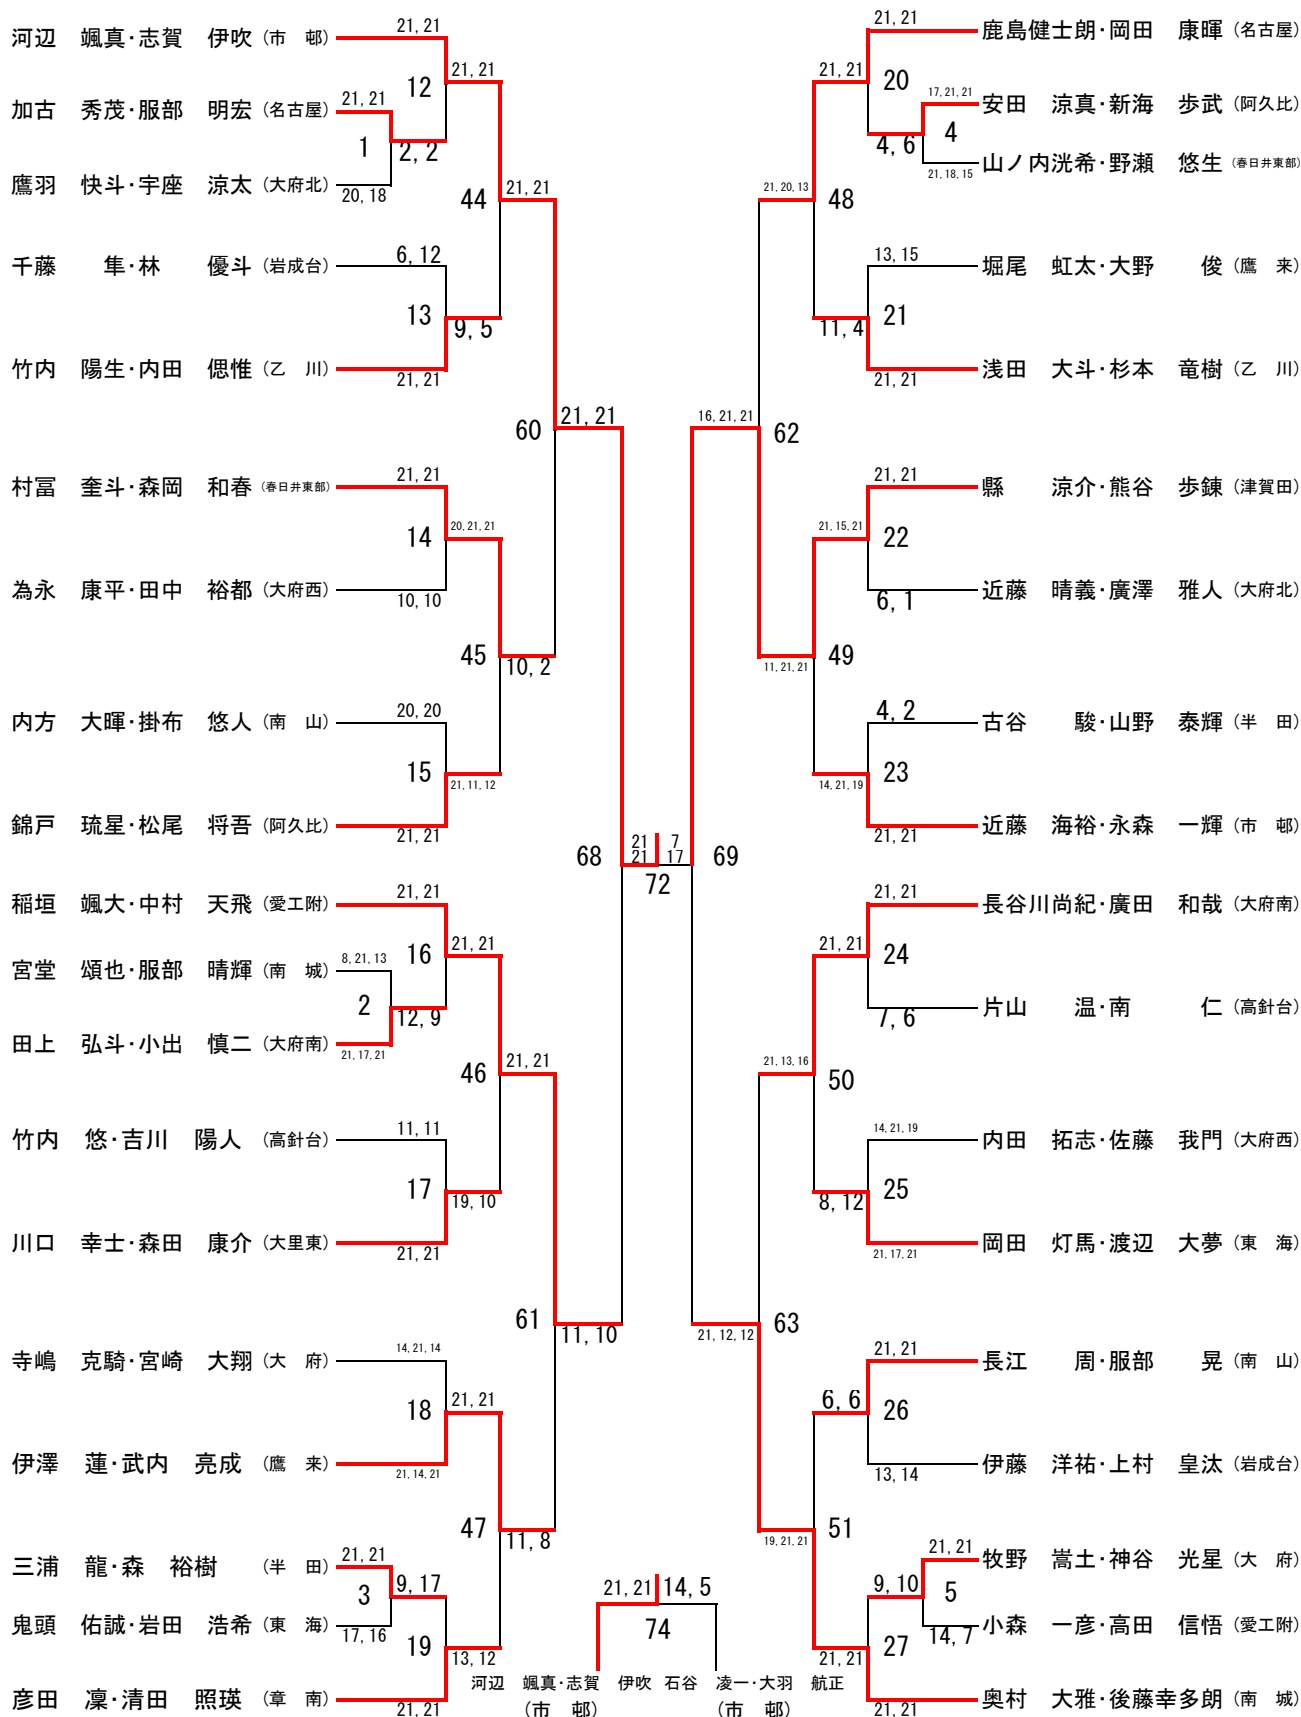 河辺　颯真・志賀　伊吹（市　邨）
21, 21
12
21, 21
加古　秀茂・服部　明宏（名古屋）
21, 21
1
2, 2
鷹羽　快斗・宇座　涼太（大府北）
20, 18
44
21, 21
千藤　隼・林　優斗（岩成台）
6, 12
13
9, 5
竹内　陽生・内田　偲惟（乙　川）
21, 21
60
21, 21
村冨　奎斗・森岡　和春（春日井東部）
21, 21
14
20, 21, 21
為永　康平・田中　裕都（大府西）
10, 10
45
10, 2
内方　大暉・掛布　悠人（南　山）
20, 20
15
21, 11, 12
錦戸　琉星・松尾　将吾（阿久比）
21, 21
68
稲垣　颯大・中村　天飛（愛工附）
21, 21
16
21, 21
宮堂　頌也・服部　晴輝（南　城）
8, 21, 13
2
12, 9
田上　弘斗・小出　慎二（大府南）
21, 17, 21
46
21, 21
竹内　悠・吉川　陽人（高針台）
11, 11
17
19, 10
川口　幸士・森田　康介（大里東）
21, 21
61
11, 10
寺嶋　克騎・宮崎　大翔（大　府）
14, 21, 14
18
21, 21
伊澤　蓮・武内　亮成（鷹　来）
21, 14, 21
47
11, 8
三浦　龍・森　裕樹（半　田）
21, 21
3
9, 17
鬼頭　佑誠・岩田　浩希（東　海）
17, 16
19
13, 12
彦田　凜・清田　照瑛（章　南）
21, 21
21 7
21 17
72
21, 21
14, 5
74
河辺　颯真・志賀　伊吹
（市　邨）
石谷　凌一・大羽　航正
（市　邨）
21, 21
鹿島健士朗・岡田　康暉（名古屋）
21, 21
20
17, 21, 21
安田　涼真・新海　歩武（阿久比）
4, 6
4
21, 18, 15
山ノ内洸希・野瀬　悠生（春日井東部）
21, 20, 13
48
13, 15
堀尾　虹太・大野　俊（鷹　来）
11, 4
21
21, 21
浅田　大斗・杉本　竜樹（乙　川）
16, 21, 21
62
21, 21
縣　涼介・熊谷　歩錬（津賀田）
21, 15, 21
22
6, 1
近藤　晴義・廣澤　雅人（大府北）
11, 21, 21
49
4, 2
古谷　駿・山野　泰輝（半　田）
14, 21, 19
23
21, 21
近藤　海裕・永森　一輝（市　邨）
69
21, 21
長谷川尚紀・廣田　和哉（大府南）
21, 21
24
7, 6
片山　温・南　仁（高針台）
21, 13, 16
50
14, 21, 19
内田　拓志・佐藤　我門（大府西）
8, 12
25
21, 17, 21
岡田　灯馬・渡辺　大夢（東　海）
21, 12, 12
63
21, 21
長江　周・服部　晃（南　山）
6, 6
26
13, 14
伊藤　洋祐・上村　皇汰（岩成台）
19, 21, 21
51
21, 21
牧野　嵩土・神谷　光星（大　府）
9, 10
5
14, 7
小森　一彦・高田　信悟（愛工附）
21, 21
27
21, 21
奥村　大雅・後藤幸多朗（南　城）